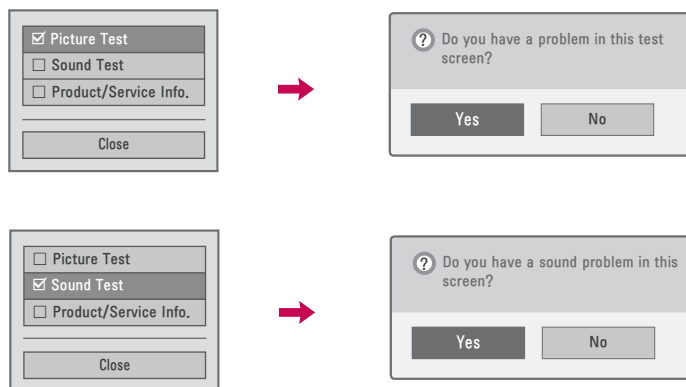 ☑ Picture Test
☐ Sound Test
☐ Product/Service Info.
Close
? Do you have a problem in this test
screen?
Yes No
☐ Picture Test
☑ Sound Test
☐ Product/Service Info.
Close
? Do you have a sound problem in this
screen?
Yes No